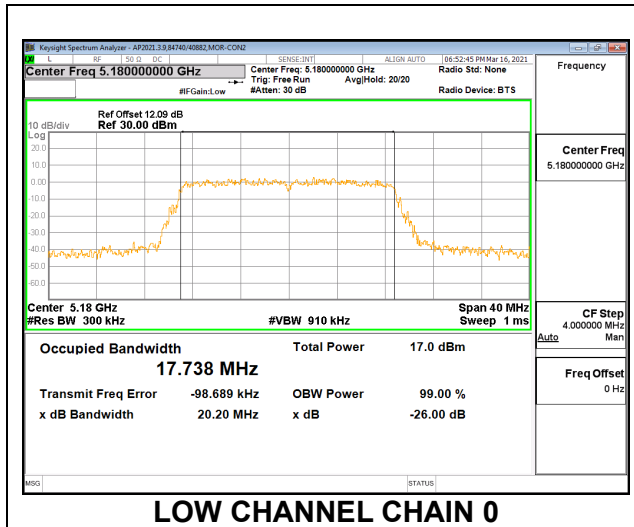 Keysight Spectrum Analyzer - AP2021.3.9,84740/40882,MOR-CON2
L RF 50 Ω DC SENSE:INT ALIGN AUTO 06:52:45 PM Mar 16, 2021
Center Freq 5.180000000 GHz
Center Freq: 5.180000000 GHz Radio Std: None
Trig: Free Run Avg|Hold: 20/20
#IFGain:Low #Atten: 30 dB Radio Device: BTS
Ref Offset 12.09 dB
10 dB/div Ref 30.00 dBm
Log
20.0
10.0
0.00
-10.0
-20.0
-30.0
-40.0
-50.0
-60.0
Center 5.18 GHz Span 40 MHz
#Res BW 300 kHz #VBW 910 kHz Sweep 1 ms
Occupied Bandwidth Total Power 17.0 dBm
17.738 MHz
Transmit Freq Error -98.689 kHz OBW Power 99.00 %
x dB Bandwidth 20.20 MHz x dB -26.00 dB
MSG STATUS
Frequency
Center Freq
5.180000000 GHz
CF Step
4.000000 MHz
Auto Man
Freq Offset
0 Hz
LOW CHANNEL CHAIN 0